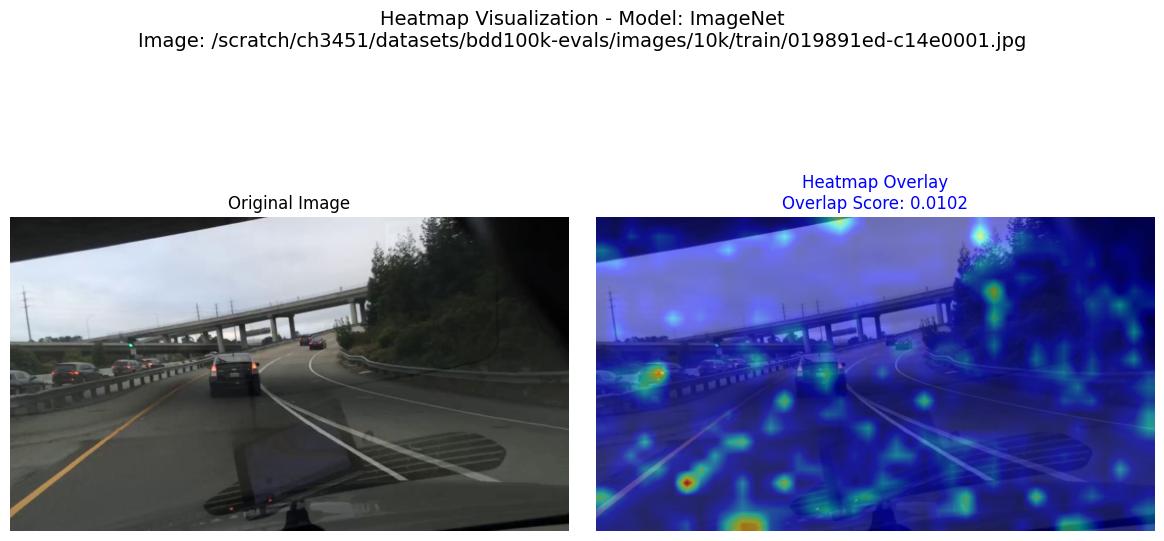 Heatmap Visualization - Model: ImageNet
Image: /scratch/ch3451/datasets/bdd100k-evals/images/10k/train/019891ed-c14e0001.jpg
Original Image
Heatmap Overlay
Overlap Score: 0.0102